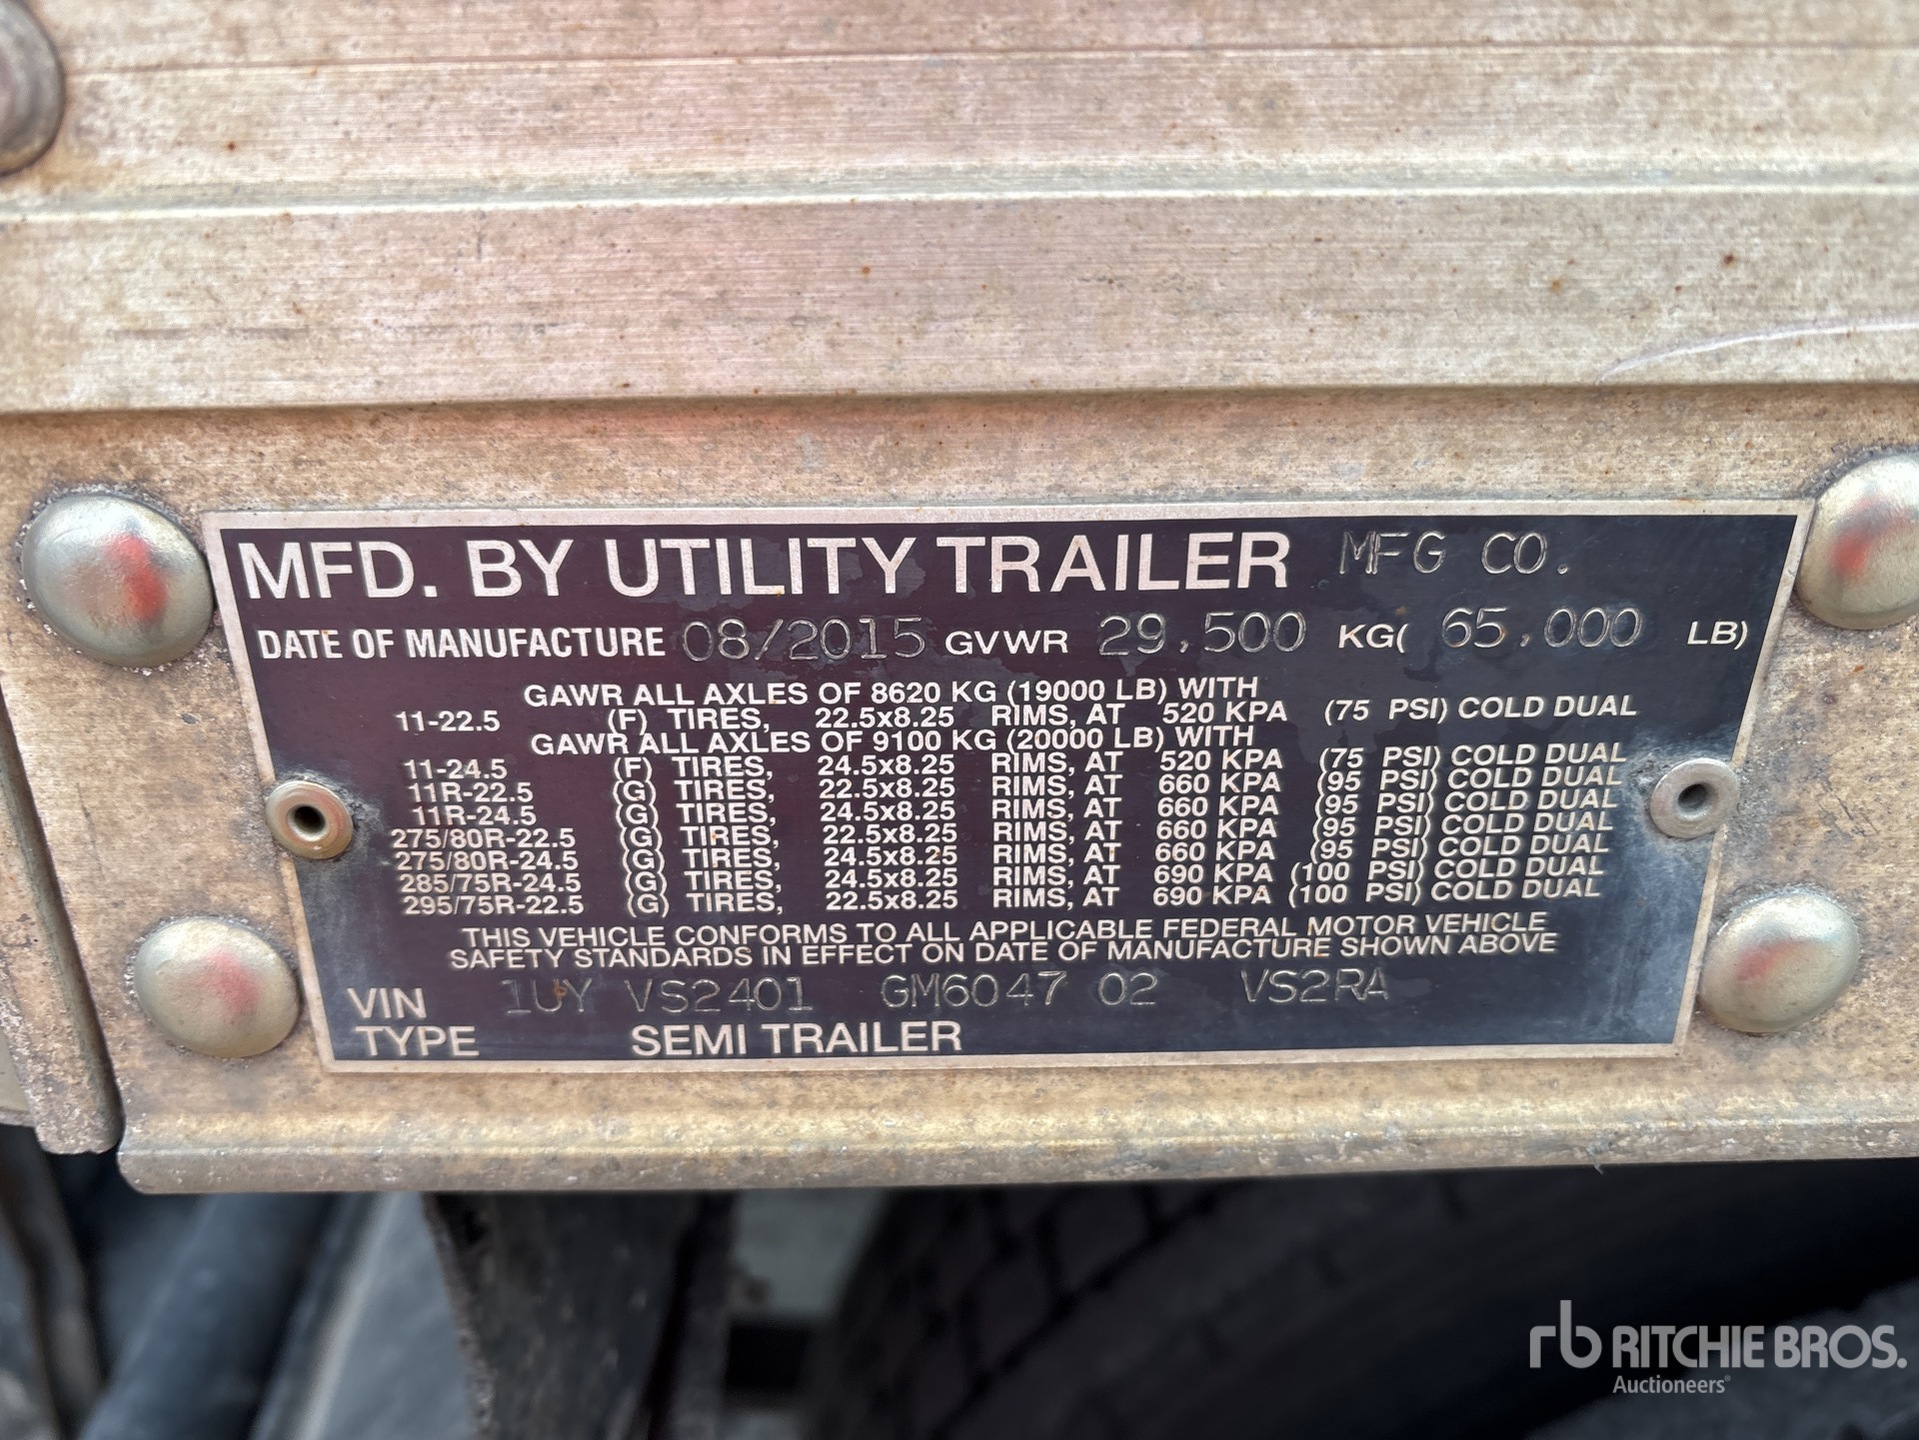 MFD. BY UTILITY TRAILER MFG CO.
DATE OF MANUFACTURE 08/2015 GVWR 29,500 KG( 65,000 LB)
GAWR ALL AXLES OF 8620 KG (19000 LB) WITH
11-22.5 (F) TIRES, 22.5x8.25 RIMS, AT 520 KPA (75 PSI) COLD DUAL
GAWR ALL AXLES OF 9100 KG (20000 LB) WITH
11-24.5 (F) TIRES, 24.5x8.25 RIMS, AT 520 KPA (75 PSI) COLD DUAL
11R-22.5 (G) TIRES, 22.5x8.25 RIMS, AT 660 KPA (95 PSI) COLD DUAL
11R-24.5 (G) TIRES, 24.5x8.25 RIMS, AT 660 KPA (95 PSI) COLD DUAL
275/80R-22.5 (G) TIRES, 22.5x8.25 RIMS, AT 660 KPA (95 PSI) COLD DUAL
275/80R-24.5 (G) TIRES, 24.5x8.25 RIMS, AT 660 KPA (95 PSI) COLD DUAL
285/75R-24.5 (G) TIRES, 24.5x8.25 RIMS, AT 690 KPA (100 PSI) COLD DUAL
295/75R-22.5 (G) TIRES, 22.5x8.25 RIMS, AT 690 KPA (100 PSI) COLD DUAL
THIS VEHICLE CONFORMS TO ALL APPLICABLE FEDERAL MOTOR VEHICLE
SAFETY STANDARDS IN EFFECT ON DATE OF MANUFACTURE SHOWN ABOVE
VIN 1UY VS2401 GM6047 02 VS2RA
TYPE SEMI TRAILER
rb RITCHIE BROS.
Auctioneers®